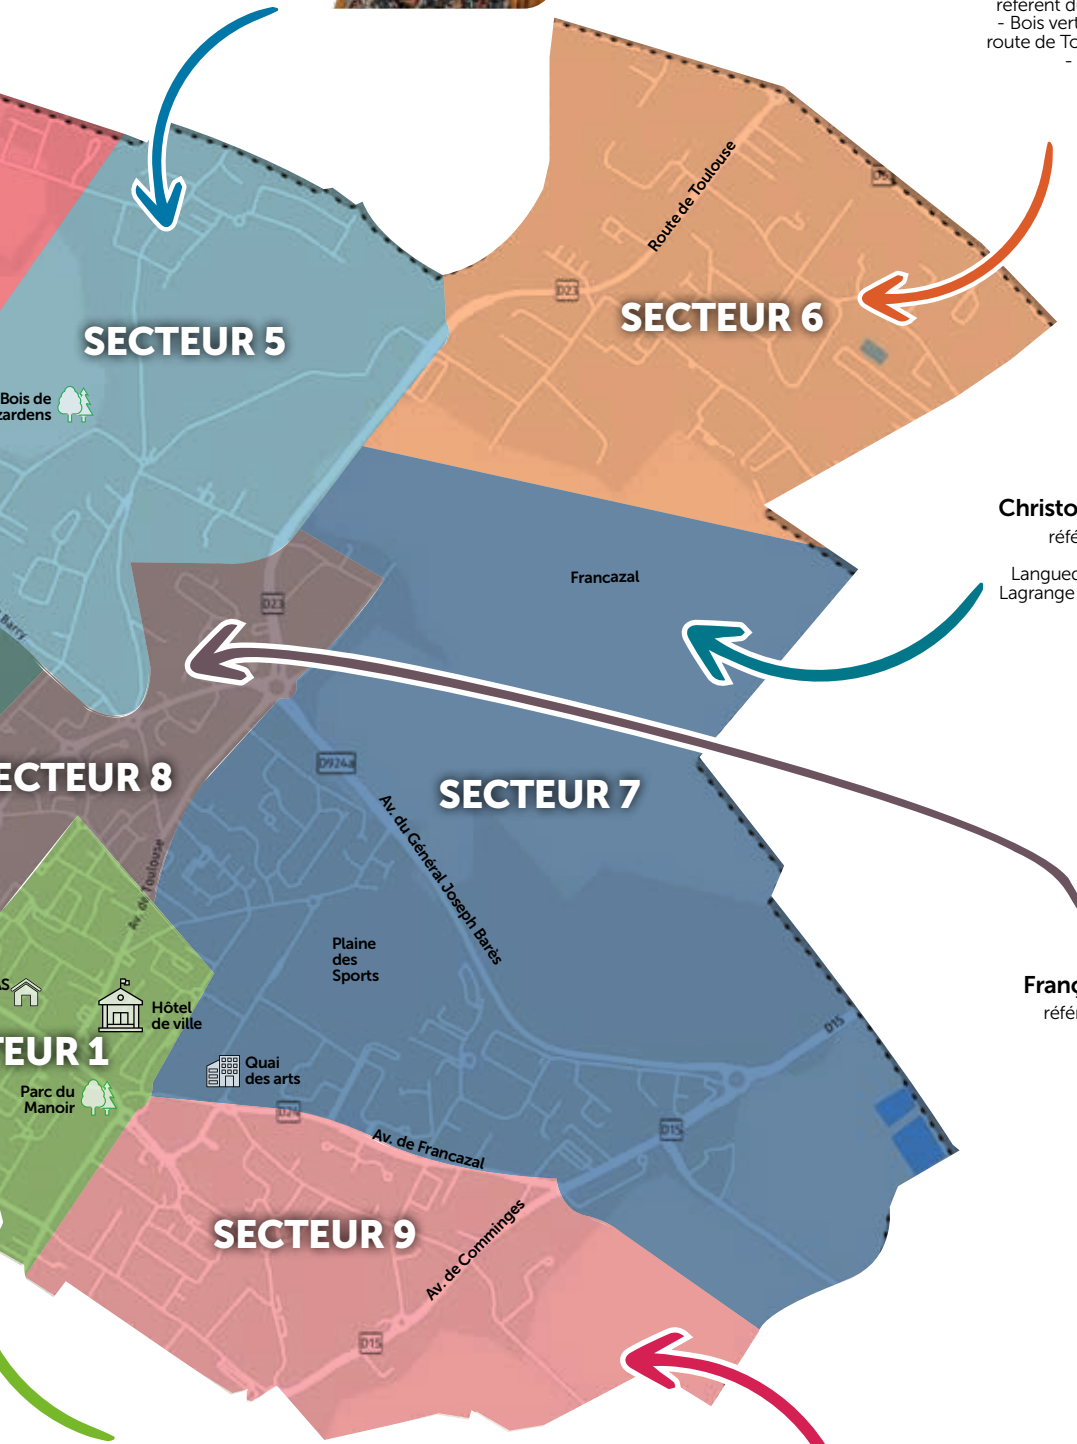 référent d
- Bois vert
route de To
-
Route de Toulouse
D23
SECTEUR 6
SECTEUR 5
Bois de
zardens
Christo
réfé
Langued
Lagrange
Francazal
D23
Barry
D924a
SECTEUR 7
ECTEUR 8
Av. du Général Joseph Barès
Av. de Toulouse
Plaine
des
Sports
AS
Hôtel
de ville
Franç
référ
D15
TEUR 1
Quai
des arts
Parc du
Manoir
D15
Av. de Francazal
SECTEUR 9
Av. de Comminges
D15